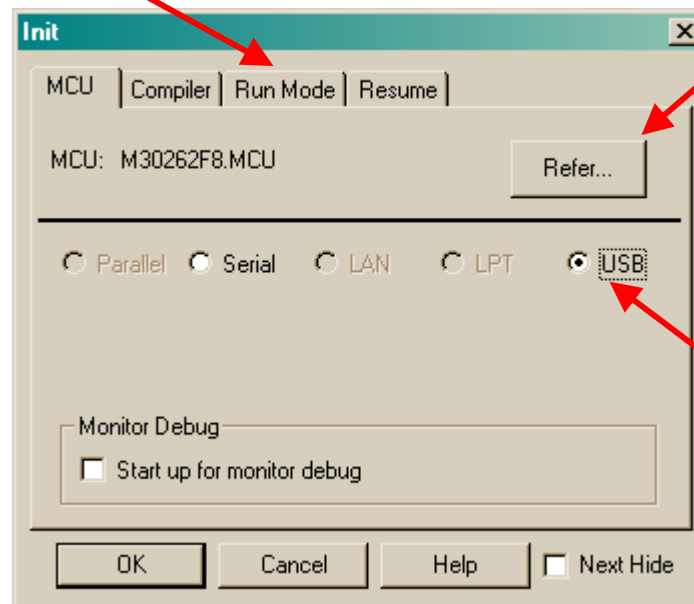 Init
MCU Compiler Run Mode Resume
MCU: M30262F8.MCU Refer...
Parallel Serial LAN LPT USB
Monitor Debug
Start up for monitor debug
OK Cancel Help Next Hide